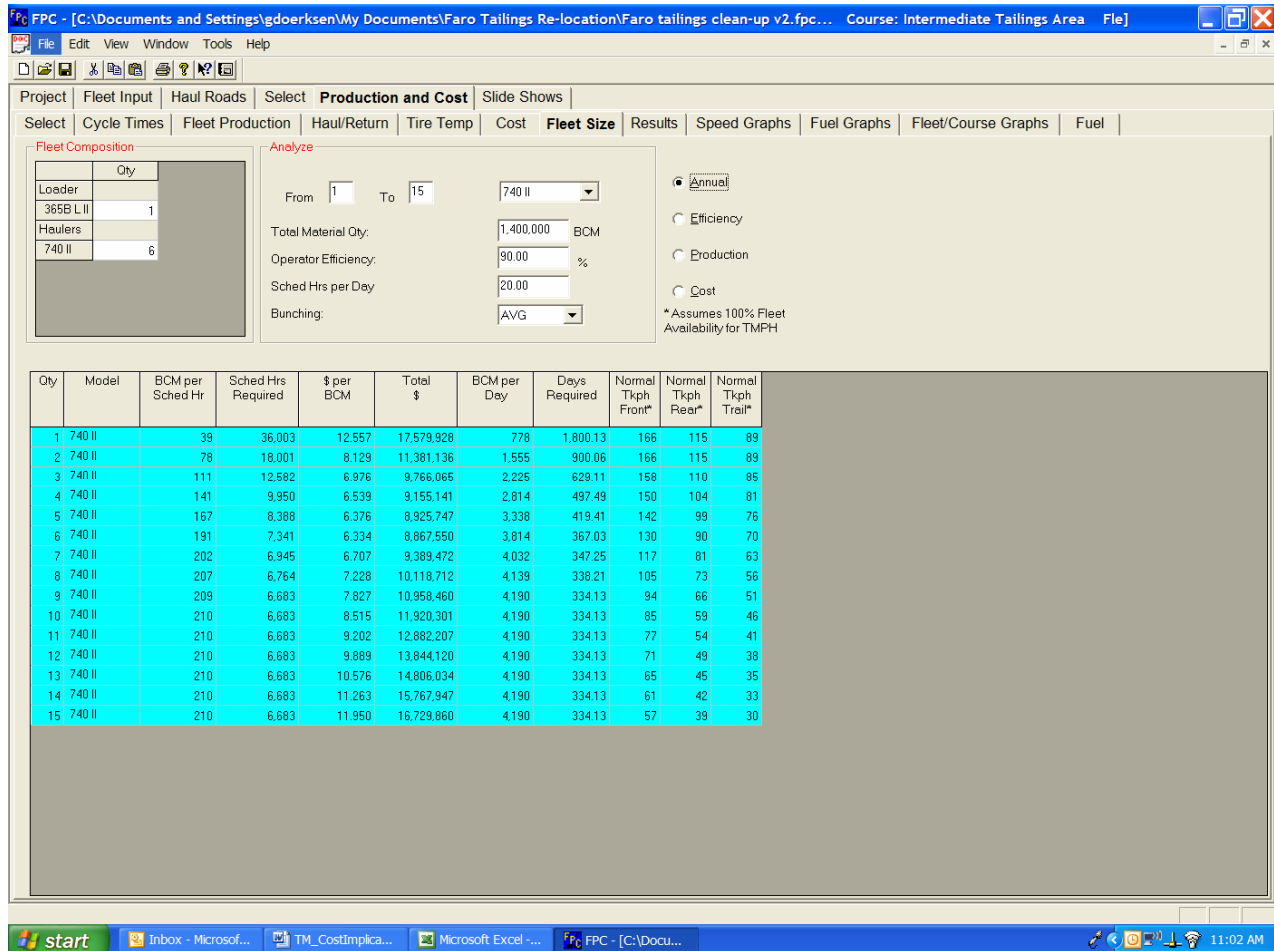 FPC - [C:\Documents and Settings\gdoerksen\My Documents\Faro Tailings Re-location\Faro tailings clean-up v2.fpc... Course: Intermediate Tailings Area Fle]
File Edit View Window Tools Help
Project Fleet Input Haul Roads Select Production and Cost Slide Shows
Select Cycle Times Fleet Production Haul/Return Tire Temp Cost Fleet Size Results Speed Graphs Fuel Graphs Fleet/Course Graphs Fuel
Fleet Composition
Qty
Loader
365B L II 1
Haulers
740 II 6
Analyze
From 1 To 15 740 II
Total Material Qty: 1,400,000 BCM
Operator Efficiency: 90.00 %
Sched Hrs per Day 20.00
Bunching: AVG
Annual
Efficiency
Production
Cost
*Assumes 100% Fleet
Availability for TMPH
Qty Model BCM per Sched Hr Sched Hrs Required $ per BCM Total $ BCM per Day Days Required Normal Tkph Front* Normal Tkph Rear* Normal Tkph Trail*
1 740 II 39 36,003 12.557 17,579,928 778 1,800.13 166 115 89
2 740 II 78 18,001 8.129 11,381,136 1,555 900.06 166 115 89
3 740 II 111 12,582 6.976 9,766,065 2,225 629.11 158 110 85
4 740 II 141 9,950 6.539 9,155,141 2,814 497.49 150 104 81
5 740 II 167 8,388 6.376 8,925,747 3,338 419.41 142 99 76
6 740 II 191 7,341 6.334 8,867,550 3,814 367.03 130 90 70
7 740 II 202 6,945 6.707 9,389,472 4,032 347.25 117 81 63
8 740 II 207 6,764 7.228 10,118,712 4,139 338.21 105 73 56
9 740 II 209 6,683 7.827 10,958,460 4,190 334.13 94 66 51
10 740 II 210 6,683 8.515 11,920,301 4,190 334.13 85 59 46
11 740 II 210 6,683 9.202 12,882,207 4,190 334.13 77 54 41
12 740 II 210 6,683 9.889 13,844,120 4,190 334.13 71 49 38
13 740 II 210 6,683 10.576 14,806,034 4,190 334.13 65 45 35
14 740 II 210 6,683 11.263 15,767,947 4,190 334.13 61 42 33
15 740 II 210 6,683 11.950 16,729,860 4,190 334.13 57 39 30
start Inbox - Microsof... TM_CostImplica... Microsoft Excel -... FPC - [C:\Docu... 11:02 AM